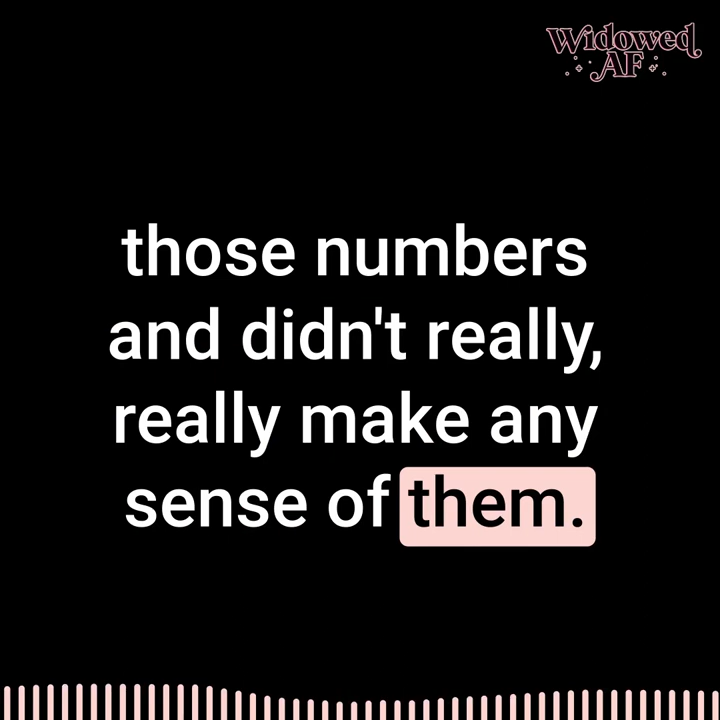 Widowed
AF
those numbers
and didn't really,
really make any
sense of them.